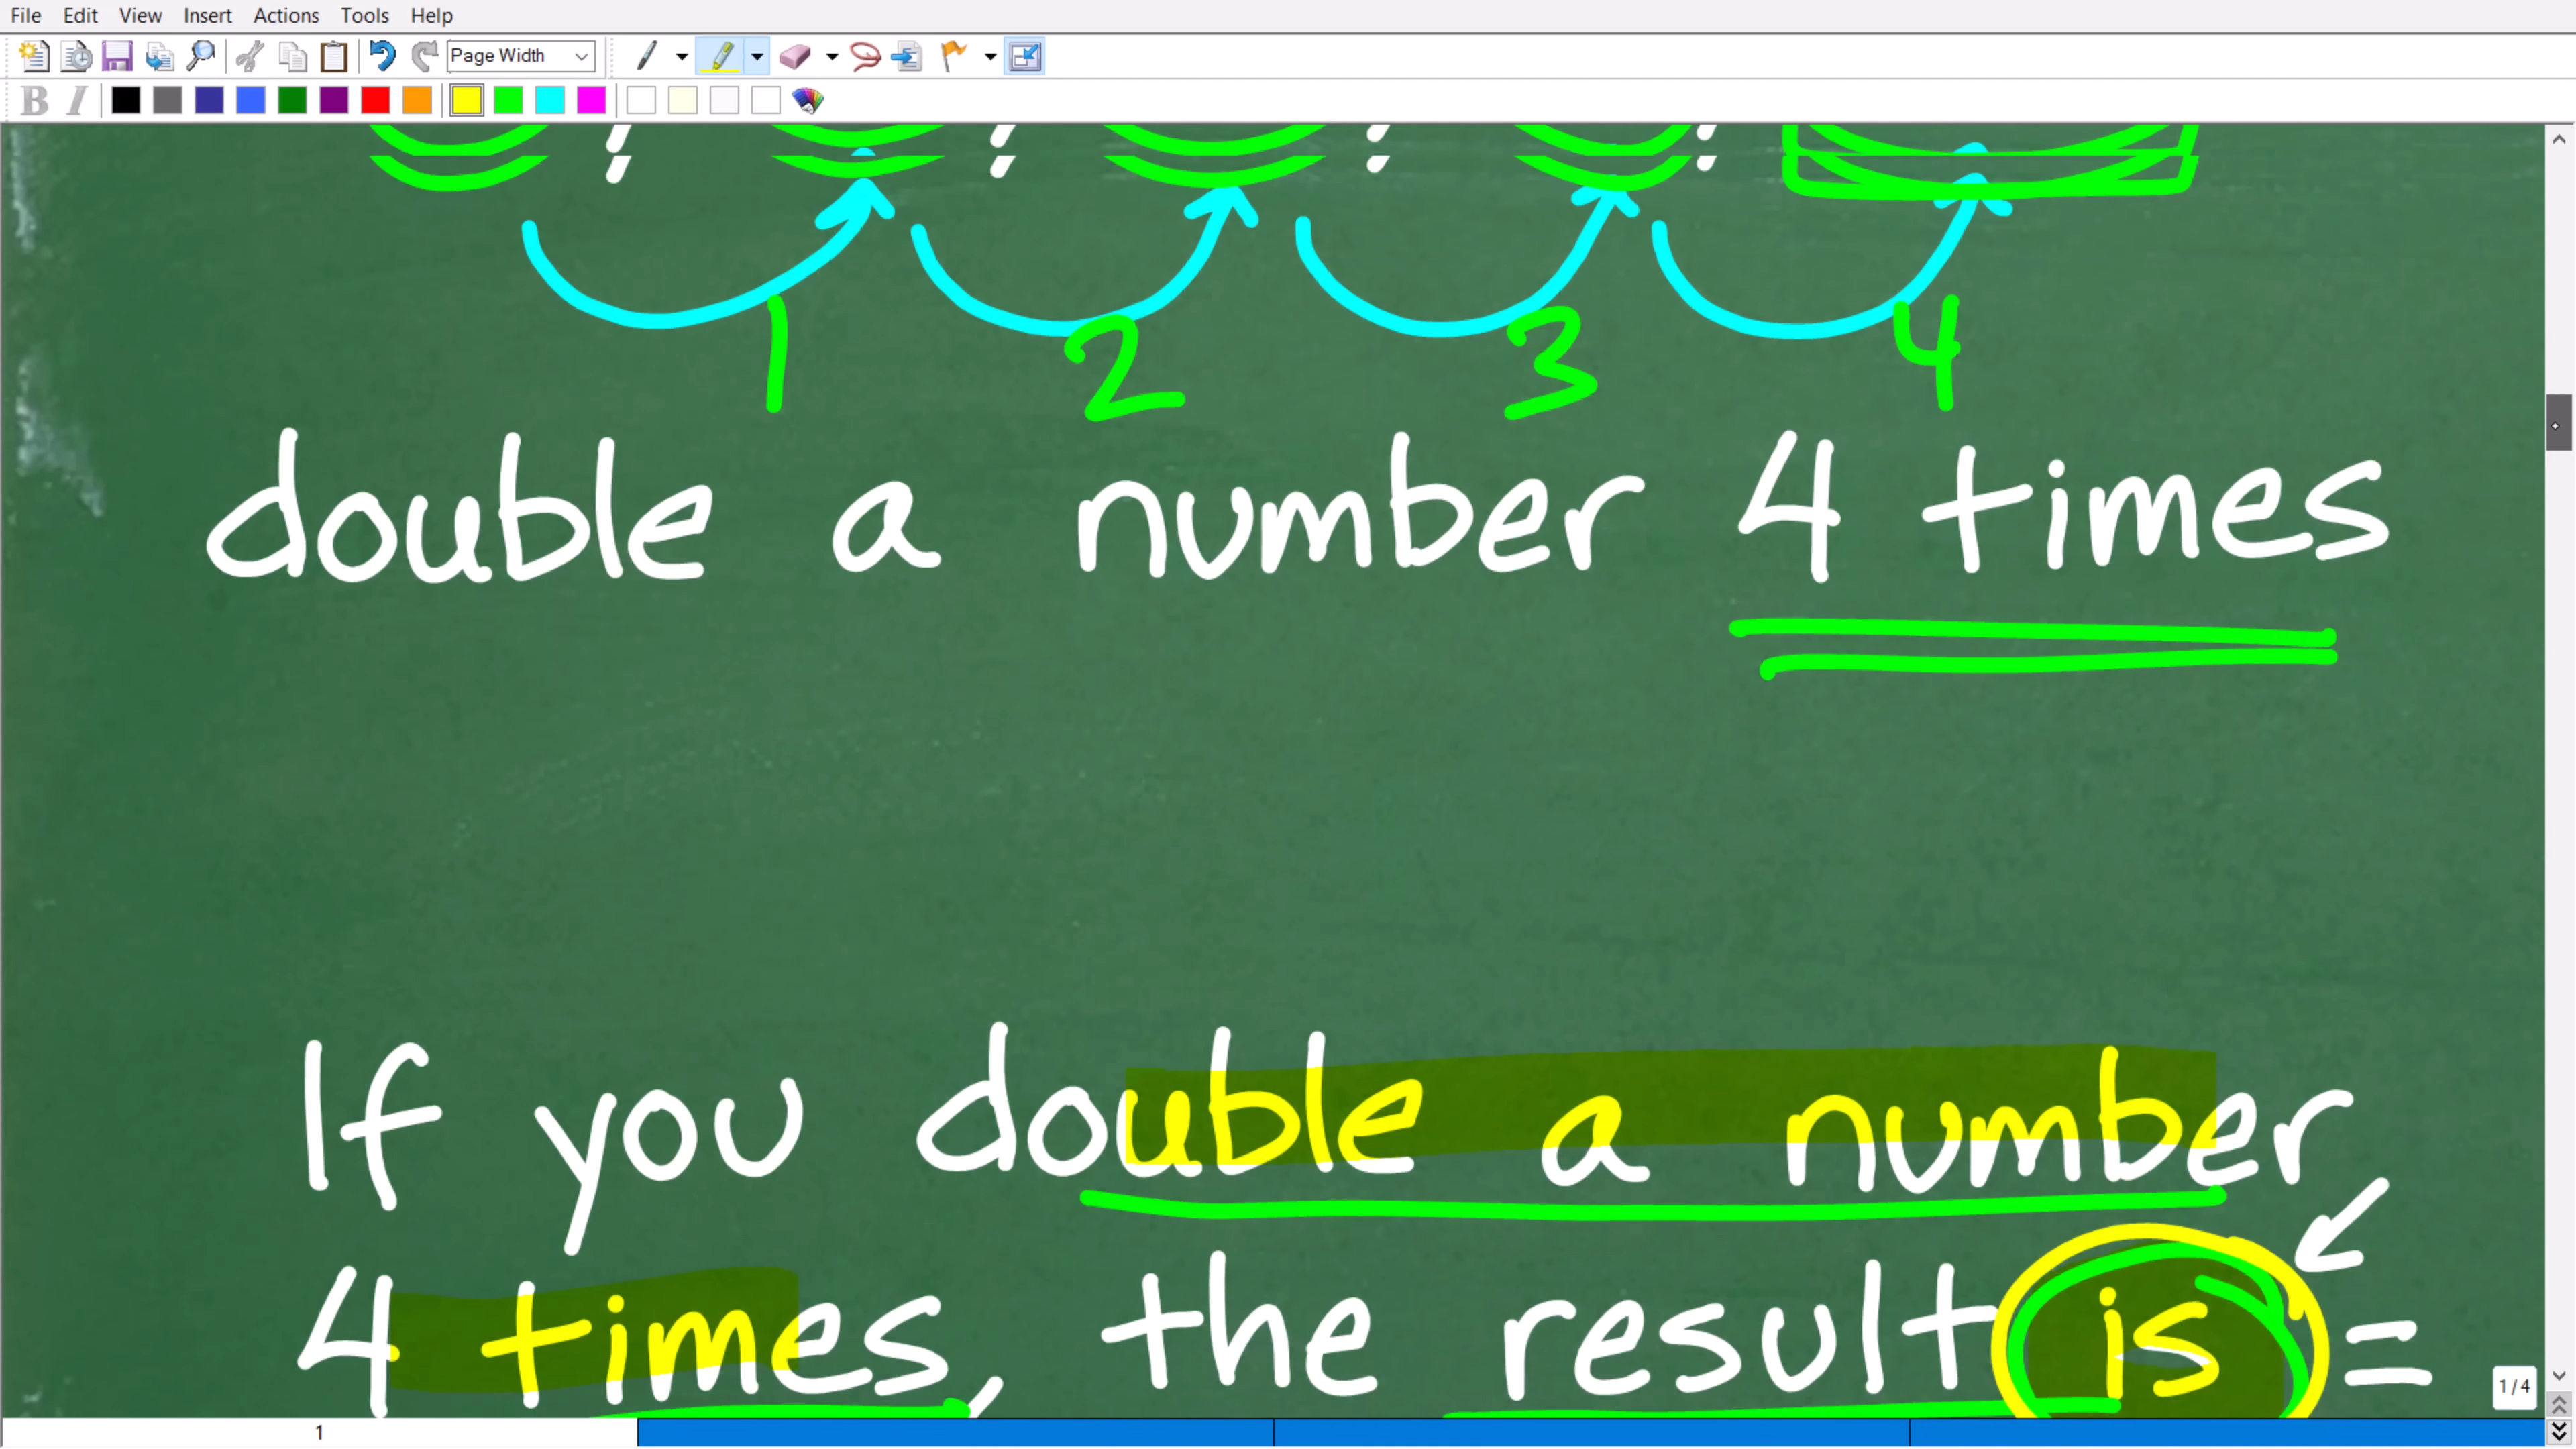 File Edit View Insert Actions Tools Help
Page Width
B I
1 2 3 4
double a number 4 times
If you double a number,
4 times, the result is =
1 / 4
1